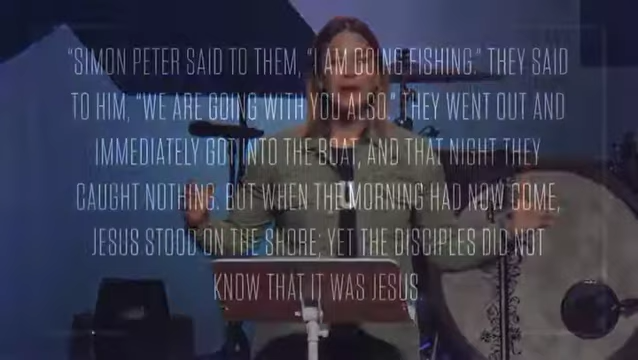 "SIMON PETER SAID TO THEM, "I AM GOING FISHING." THEY SAID
TO HIM, "WE ARE GOING WITH YOU ALSO." THEY WENT OUT AND
IMMEDIATELY GOT INTO THE BOAT, AND THAT NIGHT THEY
CAUGHT NOTHING. BUT WHEN THE MORNING HAD NOW COME,
JESUS STOOD ON THE SHORE; YET THE DISCIPLES DID NOT
KNOW THAT IT WAS JESUS.